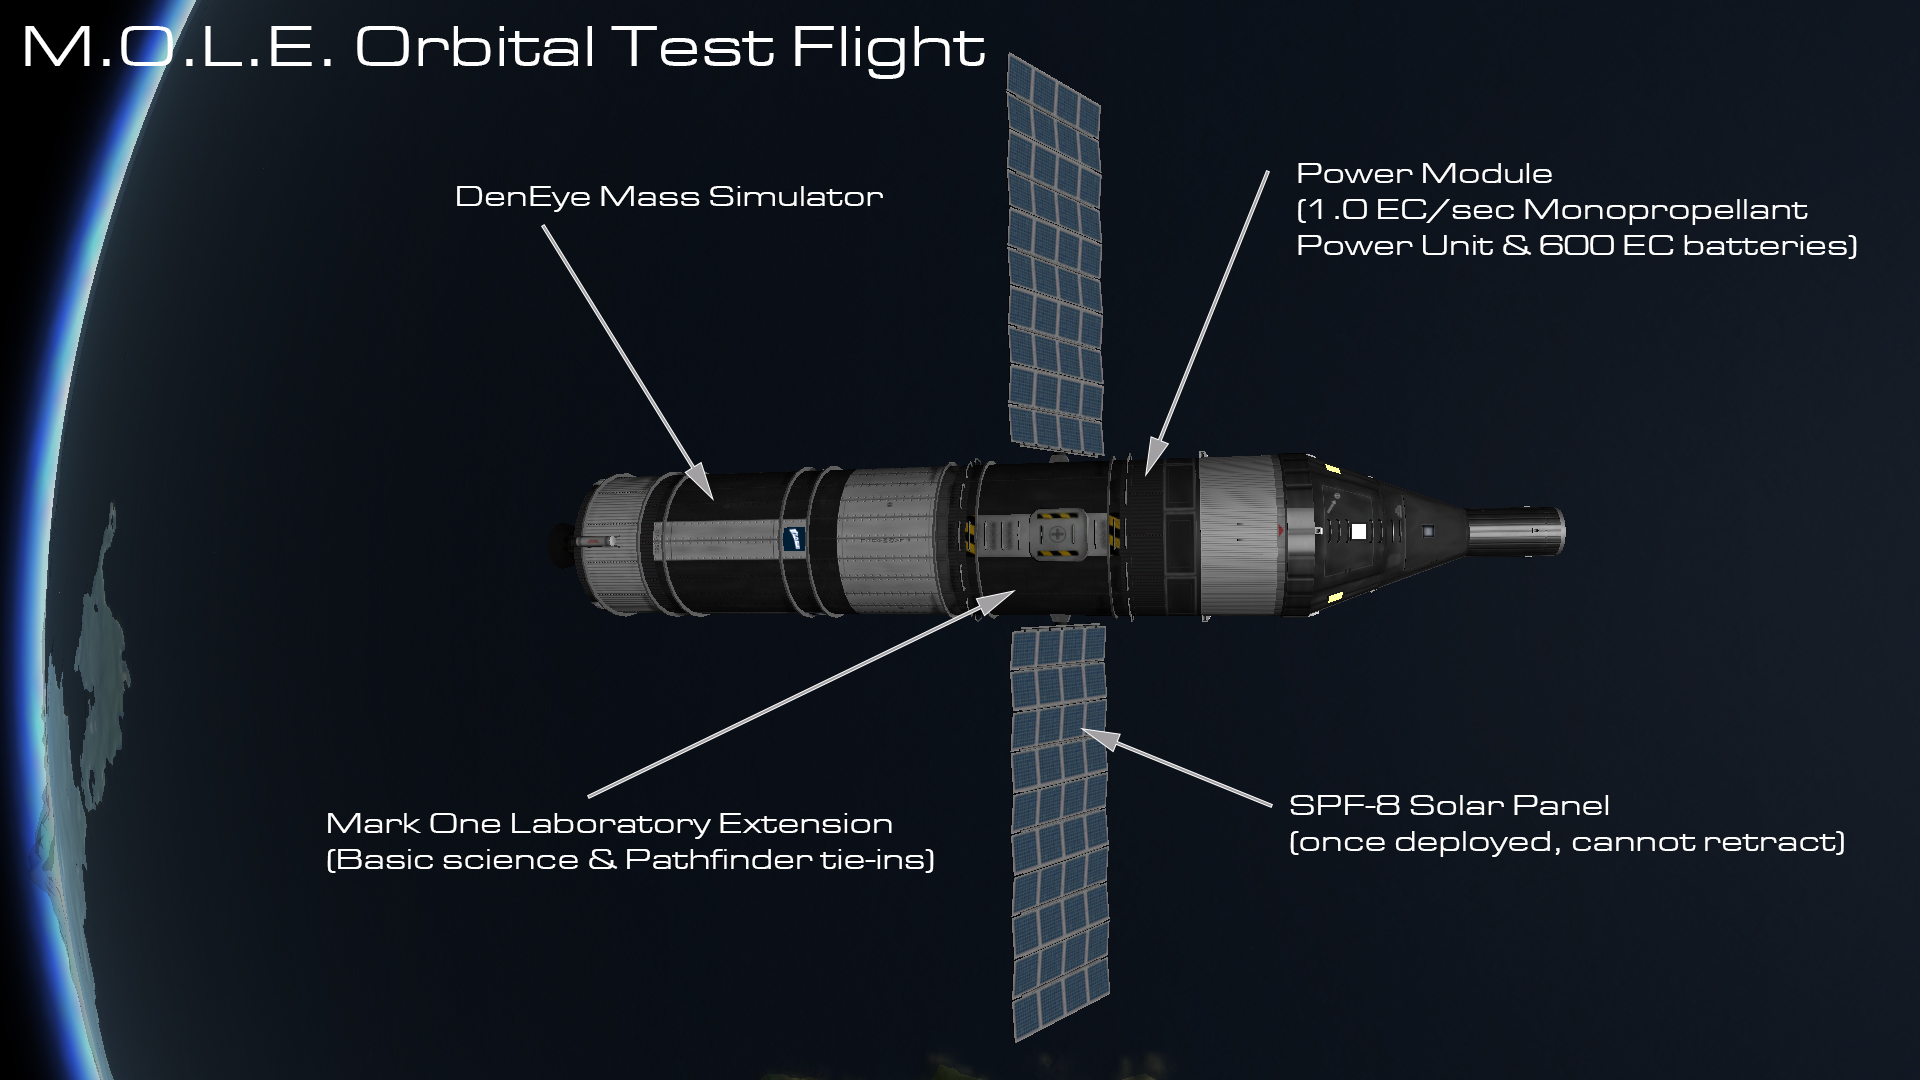 M.O.L.E. Orbital Test Flight
DenEye Mass Simulator
Power Module
(1.0 EC/sec Monopropellant
Power Unit & 600 EC batteries)
Mark One Laboratory Extension
(Basic science & Pathfinder tie-ins)
SPF-8 Solar Panel
(once deployed, cannot retract)